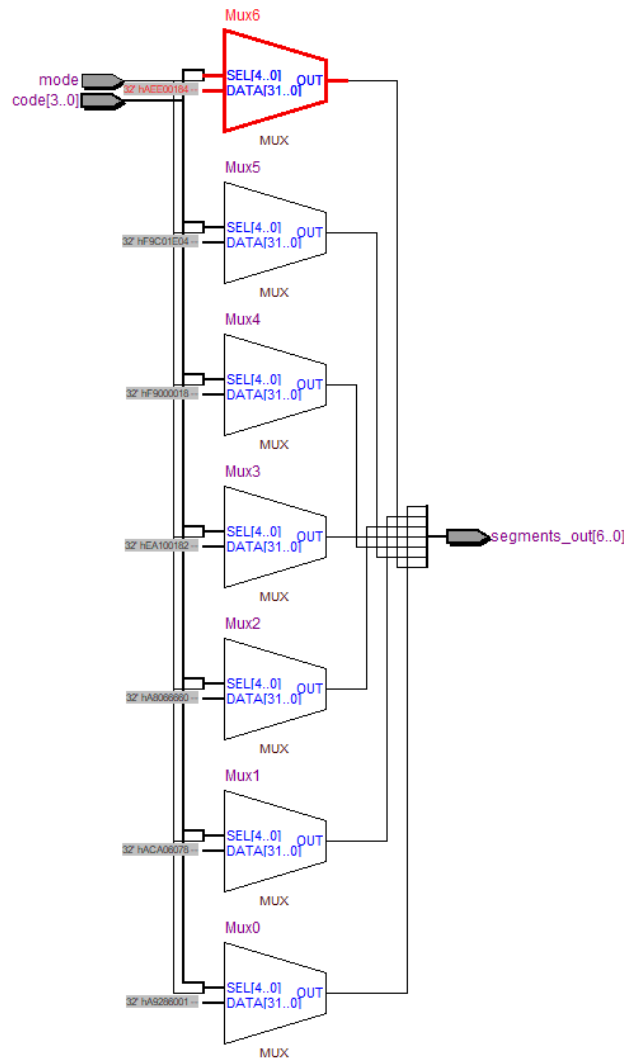 Mux6
mode
SEL[4..0]
OUT
32' hAEE00184 --
DATA[31..0]
code[3..0]
MUX
Mux5
SEL[4..0]
OUT
32' hF9C01E04 --
DATA[31..0]
MUX
Mux4
SEL[4..0]
OUT
32' hF9000018 --
DATA[31..0]
MUX
Mux3
SEL[4..0]
OUT
32' hEA100182 --
DATA[31..0]
segments_out[6..0]
MUX
Mux2
SEL[4..0]
OUT
32' hA8066660 --
DATA[31..0]
MUX
Mux1
SEL[4..0]
OUT
32' hACA06078 --
DATA[31..0]
MUX
Mux0
SEL[4..0]
OUT
32' hA9286001 --
DATA[31..0]
MUX